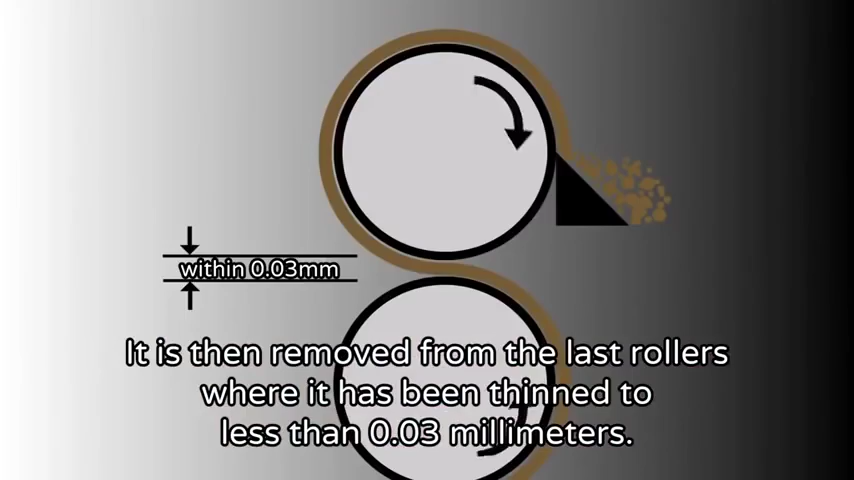 within 0.03mm
It is then removed from the last rollers
where it has been thinned to
less than 0.03 millimeters.